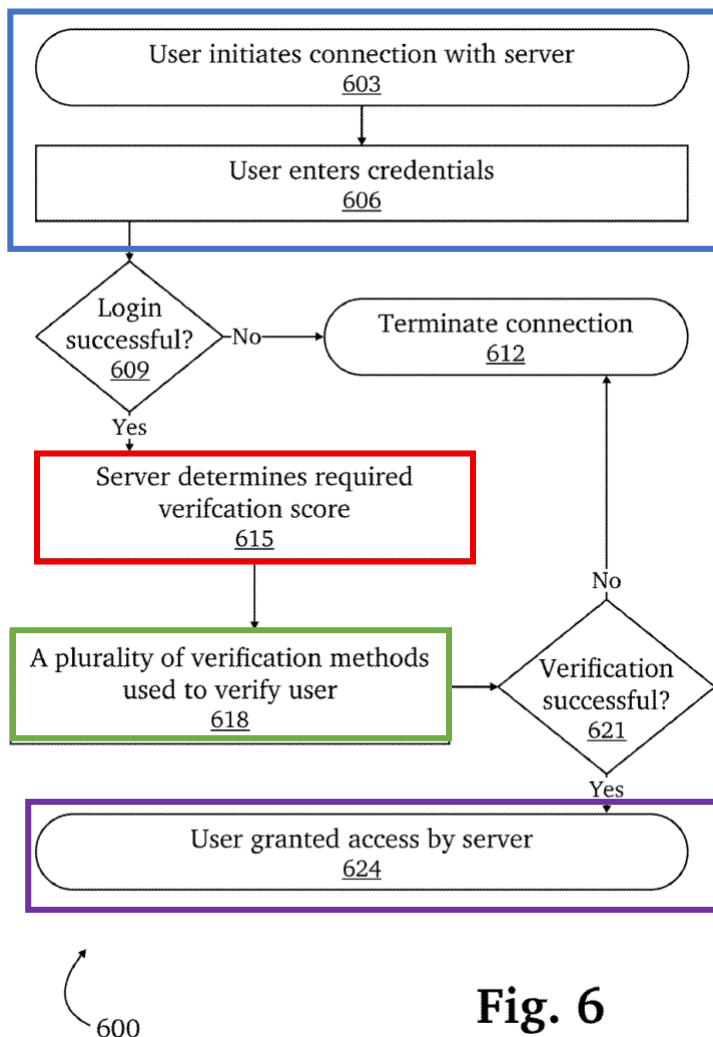 User initiates connection with server
603
User enters credentials
606
Login
successful?
609
No
Terminate connection
612
Yes
Server determines required
verifcation score
615
No
A plurality of verification methods
used to verify user
618
Verification
successful?
621
Yes
User granted access by server
624
600
Fig. 6